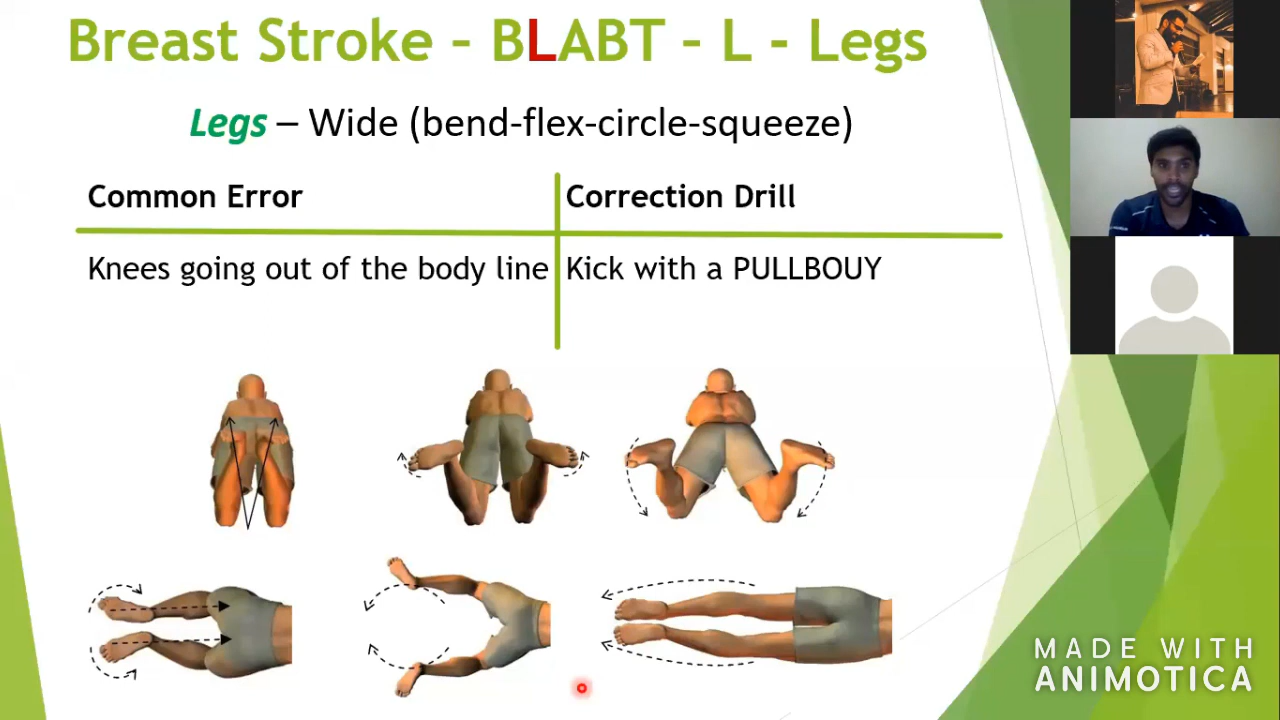 Breast Stroke – BLABT – L - Legs
Legs – Wide (bend-flex-circle-squeeze)
Common Error
Correction Drill
Knees going out of the body line
Kick with a PULLBOUY
MADE WITH
ANIMOTICA